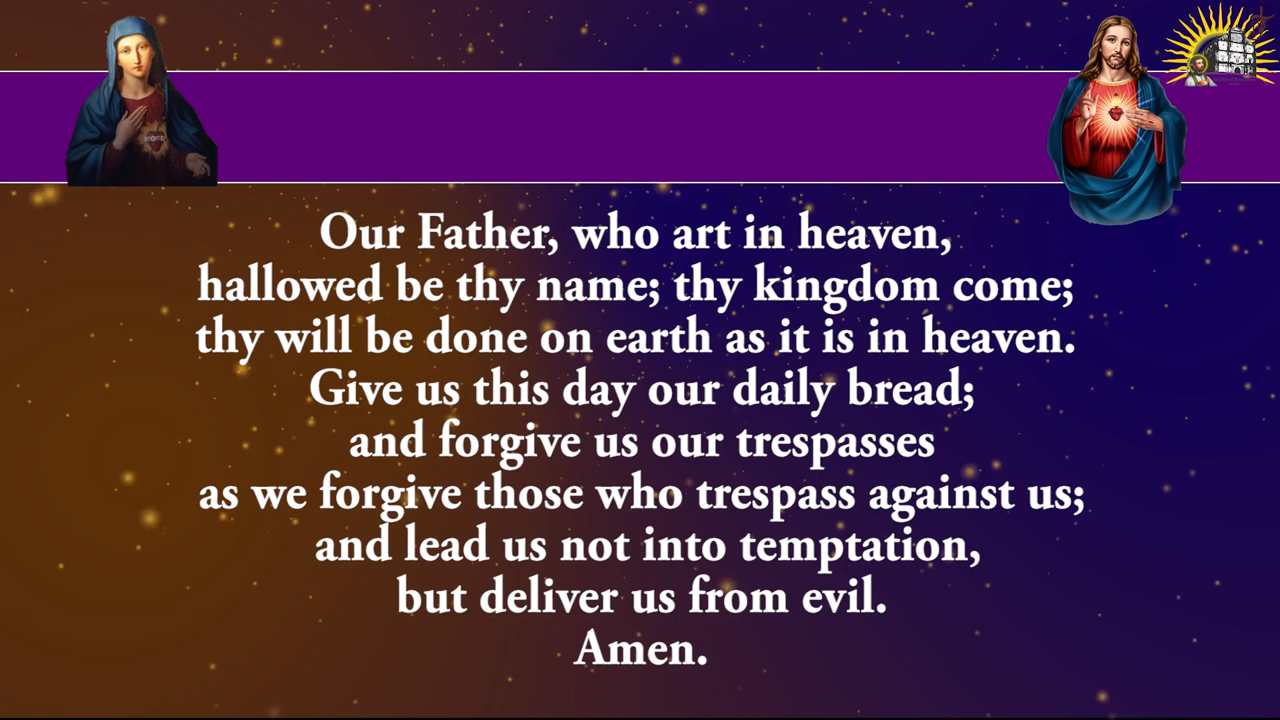 Our Father, who art in heaven,
hallowed be thy name; thy kingdom come;
thy will be done on earth as it is in heaven.
Give us this day our daily bread;
and forgive us our trespasses
as we forgive those who trespass against us;
and lead us not into temptation,
but deliver us from evil.
Amen.